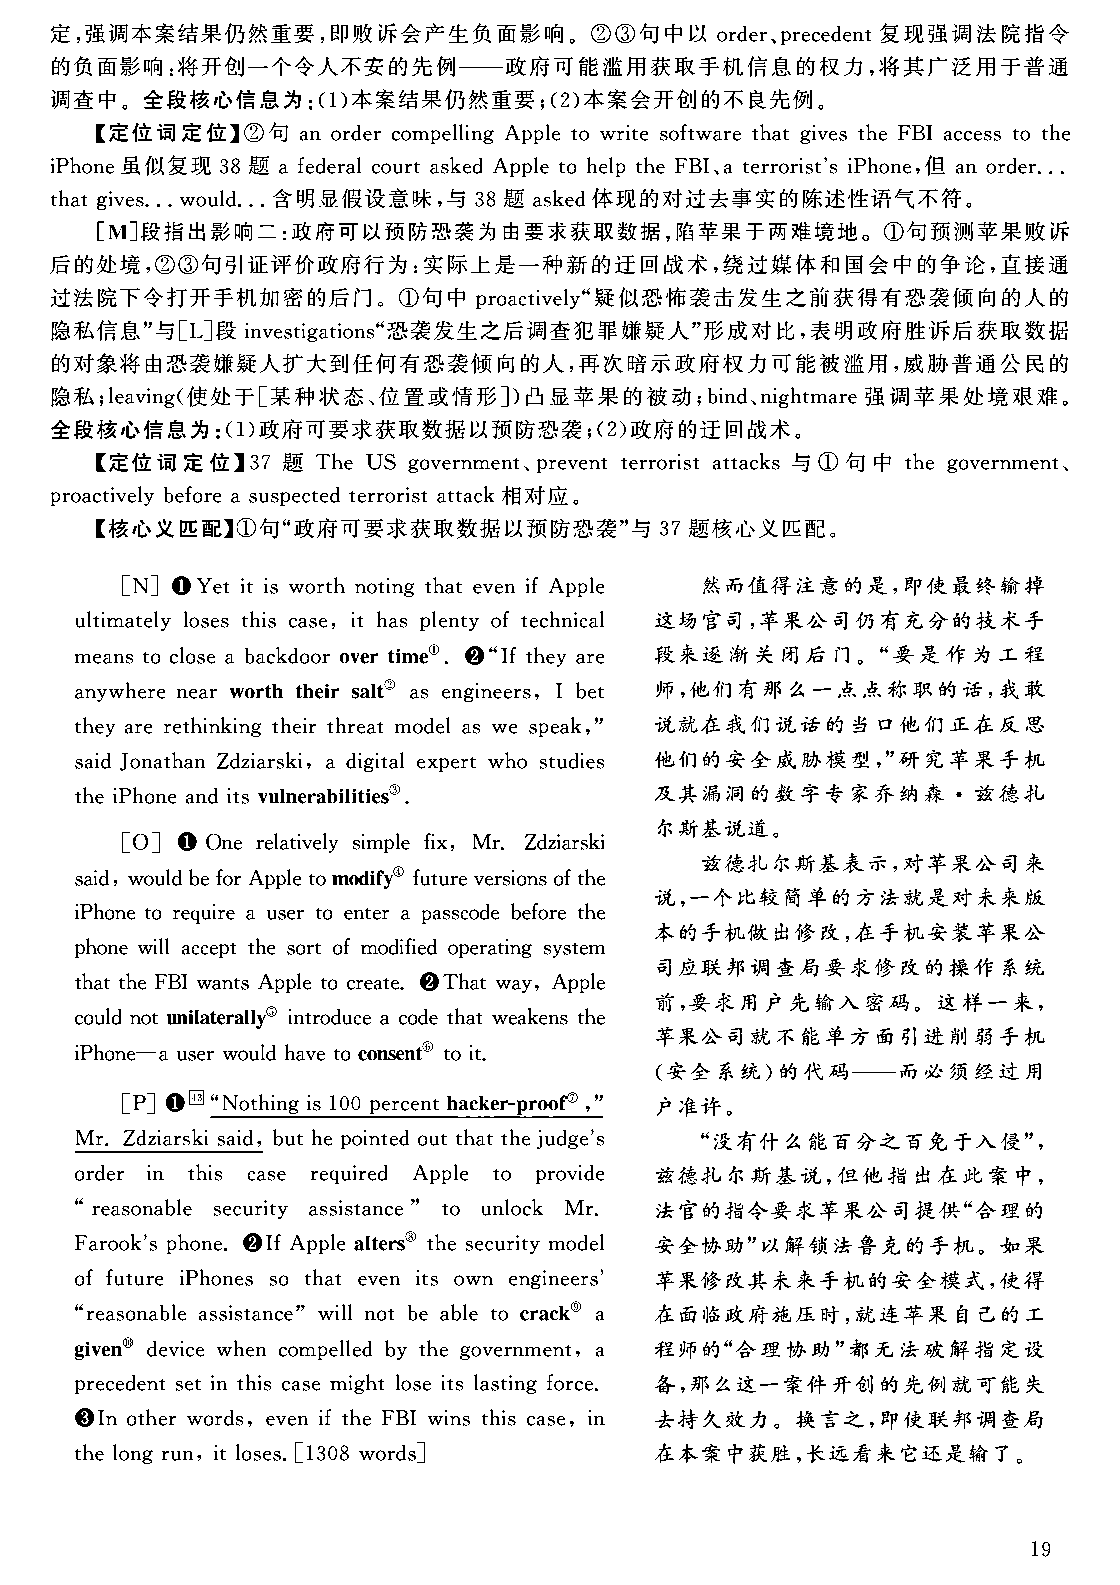 定,强调本案结果仍然重要,即败诉会产生负面影响。②③句中以 order、precedent 复现强调法院指令
的负面影响:将开创一个令人不安的先例——政府可能滥用获取手机信息的权力,将其广泛用于普通
调查中。全段核心信息为:(1)本案结果仍然重要;(2)本案会开创的不良先例。
【定位词定位】②句 an order compelling Apple to write software that gives the FBI access to the
iPhone 虽似复现 38 题 a federal court asked Apple to help the FBI、a terrorist's iPhone,但 an order...
that gives... would... 含明显假设意味,与 38 题 asked 体现的对过去事实的陈述性语气不符。
[M]段指出影响二:政府可以预防恐袭为由要求获取数据,陷苹果于两难境地。①句预测苹果败诉
后的处境,②③句引证评价政府行为:实际上是一种新的迂回战术,绕过媒体和国会中的争论,直接通
过法院下令打开手机加密的后门。①句中 proactively“疑似恐怖袭击发生之前获得有恐袭倾向的人的
隐私信息”与[L]段 investigations“恐袭发生之后调查犯罪嫌疑人”形成对比,表明政府胜诉后获取数据
的对象将由恐袭嫌疑人扩大到任何有恐袭倾向的人,再次暗示政府权力可能被滥用,威胁普通公民的
隐私;leaving(使处于[某种状态、位置或情形])凸显苹果的被动;bind、nightmare 强调苹果处境艰难。
全段核心信息为:(1)政府可要求获取数据以预防恐袭;(2)政府的迂回战术。
【定位词定位】37 题 The US government、prevent terrorist attacks 与①句中 the government、
proactively before a suspected terrorist attack 相对应。
【核心义匹配】①句“政府可要求获取数据以预防恐袭”与 37 题核心义匹配。
[N] ❶Yet it is worth noting that even if Apple
ultimately loses this case, it has plenty of technical
means to close a backdoor over time①. ❷“If they are
anywhere near worth their salt② as engineers, I bet
they are rethinking their threat model as we speak,”
said Jonathan Zdziarski, a digital expert who studies
the iPhone and its vulnerabilities③.
[O] ❶ One relatively simple fix, Mr. Zdziarski
said, would be for Apple to modify④ future versions of the
iPhone to require a user to enter a passcode before the
phone will accept the sort of modified operating system
that the FBI wants Apple to create. ❷That way, Apple
could not unilaterally⑤ introduce a code that weakens the
iPhone—a user would have to consent⑥ to it.
[P] ❶43 “Nothing is 100 percent hacker-proof⑦,”
Mr. Zdziarski said, but he pointed out that the judge's
order in this case required Apple to provide
“reasonable security assistance” to unlock Mr.
Farook's phone. ❷If Apple alters⑧ the security model
of future iPhones so that even its own engineers'
“reasonable assistance” will not be able to crack⑨ a
given⑩ device when compelled by the government, a
precedent set in this case might lose its lasting force.
❸In other words, even if the FBI wins this case, in
the long run, it loses. [1308 words]
然而值得注意的是,即使最终输掉
这场官司,苹果公司仍有充分的技术手
段来逐渐关闭后门。“要是作为工程
师,他们有那么一点点称职的话,我敢
说就在我们说话的当口他们正在反思
他们的安全威胁模型,”研究苹果手机
及其漏洞的数字专家乔纳森·兹德扎
尔斯基说道。
兹德扎尔斯基表示,对苹果公司来
说,一个比较简单的方法就是对未来版
本的手机做出修改,在手机安装苹果公
司应联邦调查局要求修改的操作系统
前,要求用户先输入密码。这样一来,
苹果公司就不能单方面引进削弱手机
(安全系统)的代码——而必须经过用
户准许。
“没有什么能百分之百免于入侵”,
兹德扎尔斯基说,但他指出在此案中,
法官的指令要求苹果公司提供“合理的
安全协助”以解锁法鲁克的手机。如果
苹果修改其未来手机的安全模式,使得
在面临政府施压时,就连苹果自己的工
程师的“合理协助”都无法破解指定设
备,那么这一案件开创的先例就可能失
去持久效力。换言之,即使联邦调查局
在本案中获胜,长远看来它还是输了。
19